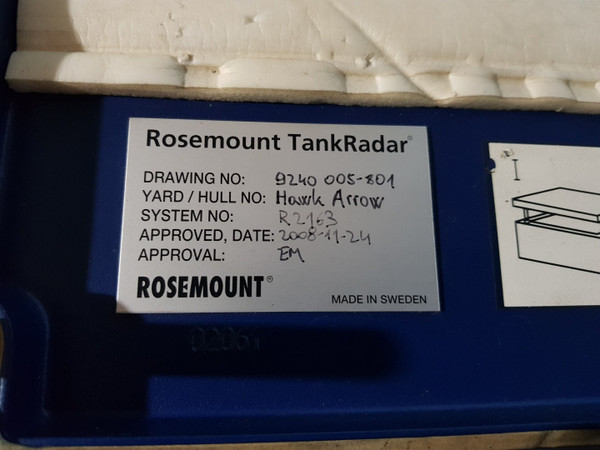 Rosemount TankRadar®
DRAWING NO: 9240 005-801
YARD / HULL NO: Hawk Arrow
SYSTEM NO: R2163
APPROVED, DATE: 2008-11-24
APPROVAL: EM
ROSEMOUNT®
MADE IN SWEDEN